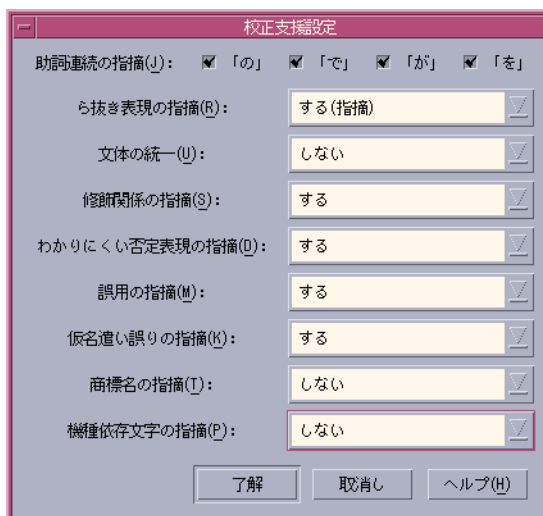 校正支援設定
助詞連続の指摘(J): 「の」 「で」 「が」 「を」
ら抜き表現の指摘(R): する(指摘)
文体の統一(U): しない
修飾関係の指摘(S): する
わかりにくい否定表現の指摘(D): する
誤用の指摘(M): する
仮名遣い誤りの指摘(K): する
商標名の指摘(T): しない
機種依存文字の指摘(P): しない
了解 取消し ヘルプ(H)